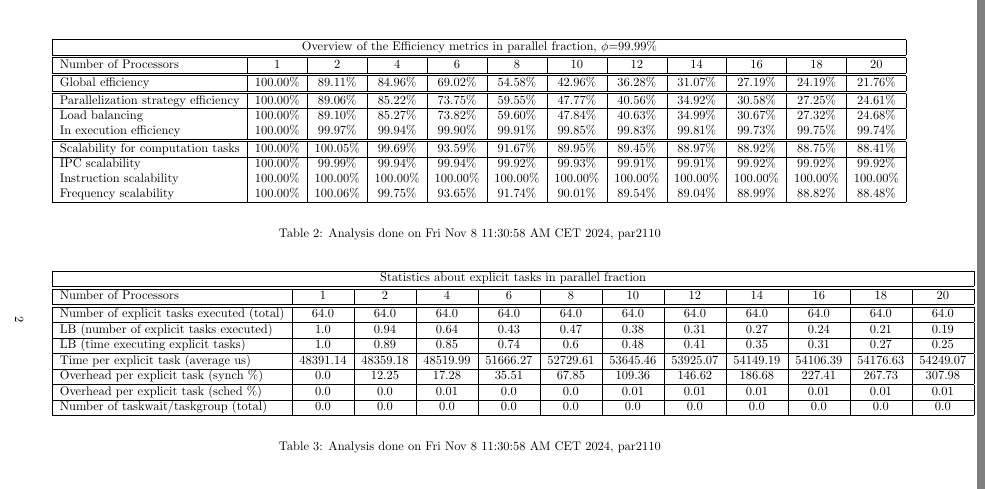 Overview of the Efficiency metrics in parallel fraction, ϕ=99.99%
Number of Processors 1 2 4 6 8 10 12 14 16 18 20
Global efficiency 100.00% 89.11% 84.96% 69.02% 54.58% 42.96% 36.28% 31.07% 27.19% 24.19% 21.76%
Parallelization strategy efficiency 100.00% 89.06% 85.22% 73.75% 59.55% 47.77% 40.56% 34.92% 30.58% 27.25% 24.61%
Load balancing 100.00% 89.10% 85.27% 73.82% 59.60% 47.84% 40.63% 34.99% 30.67% 27.32% 24.68%
In execution efficiency 100.00% 99.97% 99.94% 99.90% 99.91% 99.85% 99.83% 99.81% 99.73% 99.75% 99.74%
Scalability for computation tasks 100.00% 100.05% 99.69% 93.59% 91.67% 89.95% 89.45% 88.97% 88.92% 88.75% 88.41%
IPC scalability 100.00% 99.99% 99.94% 99.94% 99.92% 99.93% 99.91% 99.91% 99.92% 99.92% 99.92%
Instruction scalability 100.00% 100.00% 100.00% 100.00% 100.00% 100.00% 100.00% 100.00% 100.00% 100.00% 100.00%
Frequency scalability 100.00% 100.06% 99.75% 93.65% 91.74% 90.01% 89.54% 89.04% 88.99% 88.82% 88.48%
Table 2: Analysis done on Fri Nov 8 11:30:58 AM CET 2024, par2110
Statistics about explicit tasks in parallel fraction
Number of Processors 1 2 4 6 8 10 12 14 16 18 20
Number of explicit tasks executed (total) 64.0 64.0 64.0 64.0 64.0 64.0 64.0 64.0 64.0 64.0 64.0
LB (number of explicit tasks executed) 1.0 0.94 0.64 0.43 0.47 0.38 0.31 0.27 0.24 0.21 0.19
LB (time executing explicit tasks) 1.0 0.89 0.85 0.74 0.6 0.48 0.41 0.35 0.31 0.27 0.25
Time per explicit task (average us) 48391.14 48359.18 48519.99 51666.27 52729.61 53645.46 53925.07 54149.19 54106.39 54176.63 54249.07
Overhead per explicit task (synch %) 0.0 12.25 17.28 35.51 67.85 109.36 146.62 186.68 227.41 267.73 307.98
Overhead per explicit task (sched %) 0.0 0.0 0.01 0.0 0.0 0.01 0.01 0.01 0.01 0.01 0.01
Number of taskwait/taskgroup (total) 0.0 0.0 0.0 0.0 0.0 0.0 0.0 0.0 0.0 0.0 0.0
Table 3: Analysis done on Fri Nov 8 11:30:58 AM CET 2024, par2110
2